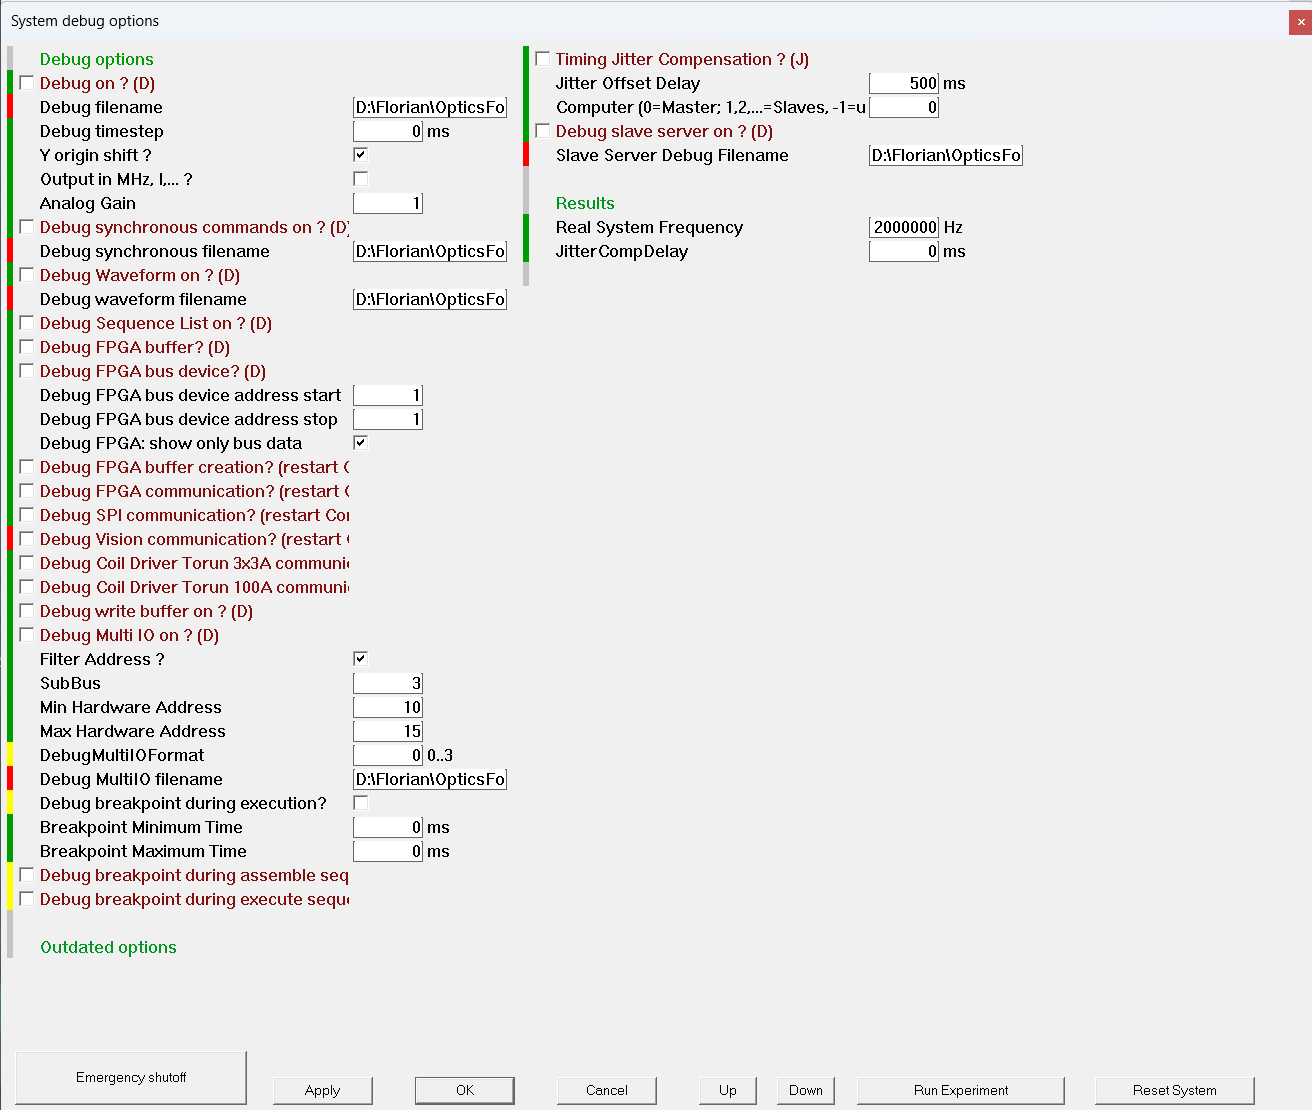 System debug options
Debug options
Debug on ? (D)
Debug filename D:\Florian\OpticsFo
Debug timestep 0 ms
Y origin shift ?
Output in MHz, I,... ?
Analog Gain 1
Debug synchronous commands on ? (D)
Debug synchronous filename D:\Florian\OpticsFo
Debug Waveform on ? (D)
Debug waveform filename D:\Florian\OpticsFo
Debug Sequence List on ? (D)
Debug FPGA buffer? (D)
Debug FPGA bus device? (D)
Debug FPGA bus device address start 1
Debug FPGA bus device address stop 1
Debug FPGA: show only bus data
Debug FPGA buffer creation? (restart C
Debug FPGA communication? (restart C
Debug SPI communication? (restart Cor
Debug Vision communication? (restart
Debug Coil Driver Torun 3x3A communi
Debug Coil Driver Torun 100A communi
Debug write buffer on ? (D)
Debug Multi IO on ? (D)
Filter Address ?
SubBus 3
Min Hardware Address 10
Max Hardware Address 15
DebugMultiIOFormat 0 0..3
Debug MultiIO filename D:\Florian\OpticsFo
Debug breakpoint during execution?
Breakpoint Minimum Time 0 ms
Breakpoint Maximum Time 0 ms
Debug breakpoint during assemble seq
Debug breakpoint during execute seque
Outdated options
Timing Jitter Compensation ? (J)
Jitter Offset Delay 500 ms
Computer (0=Master; 1,2,...=Slaves, -1=u 0
Debug slave server on ? (D)
Slave Server Debug Filename D:\Florian\OpticsFo
Results
Real System Frequency 2000000 Hz
JitterCompDelay 0 ms
Emergency shutoff
Apply
OK
Cancel
Up
Down
Run Experiment
Reset System